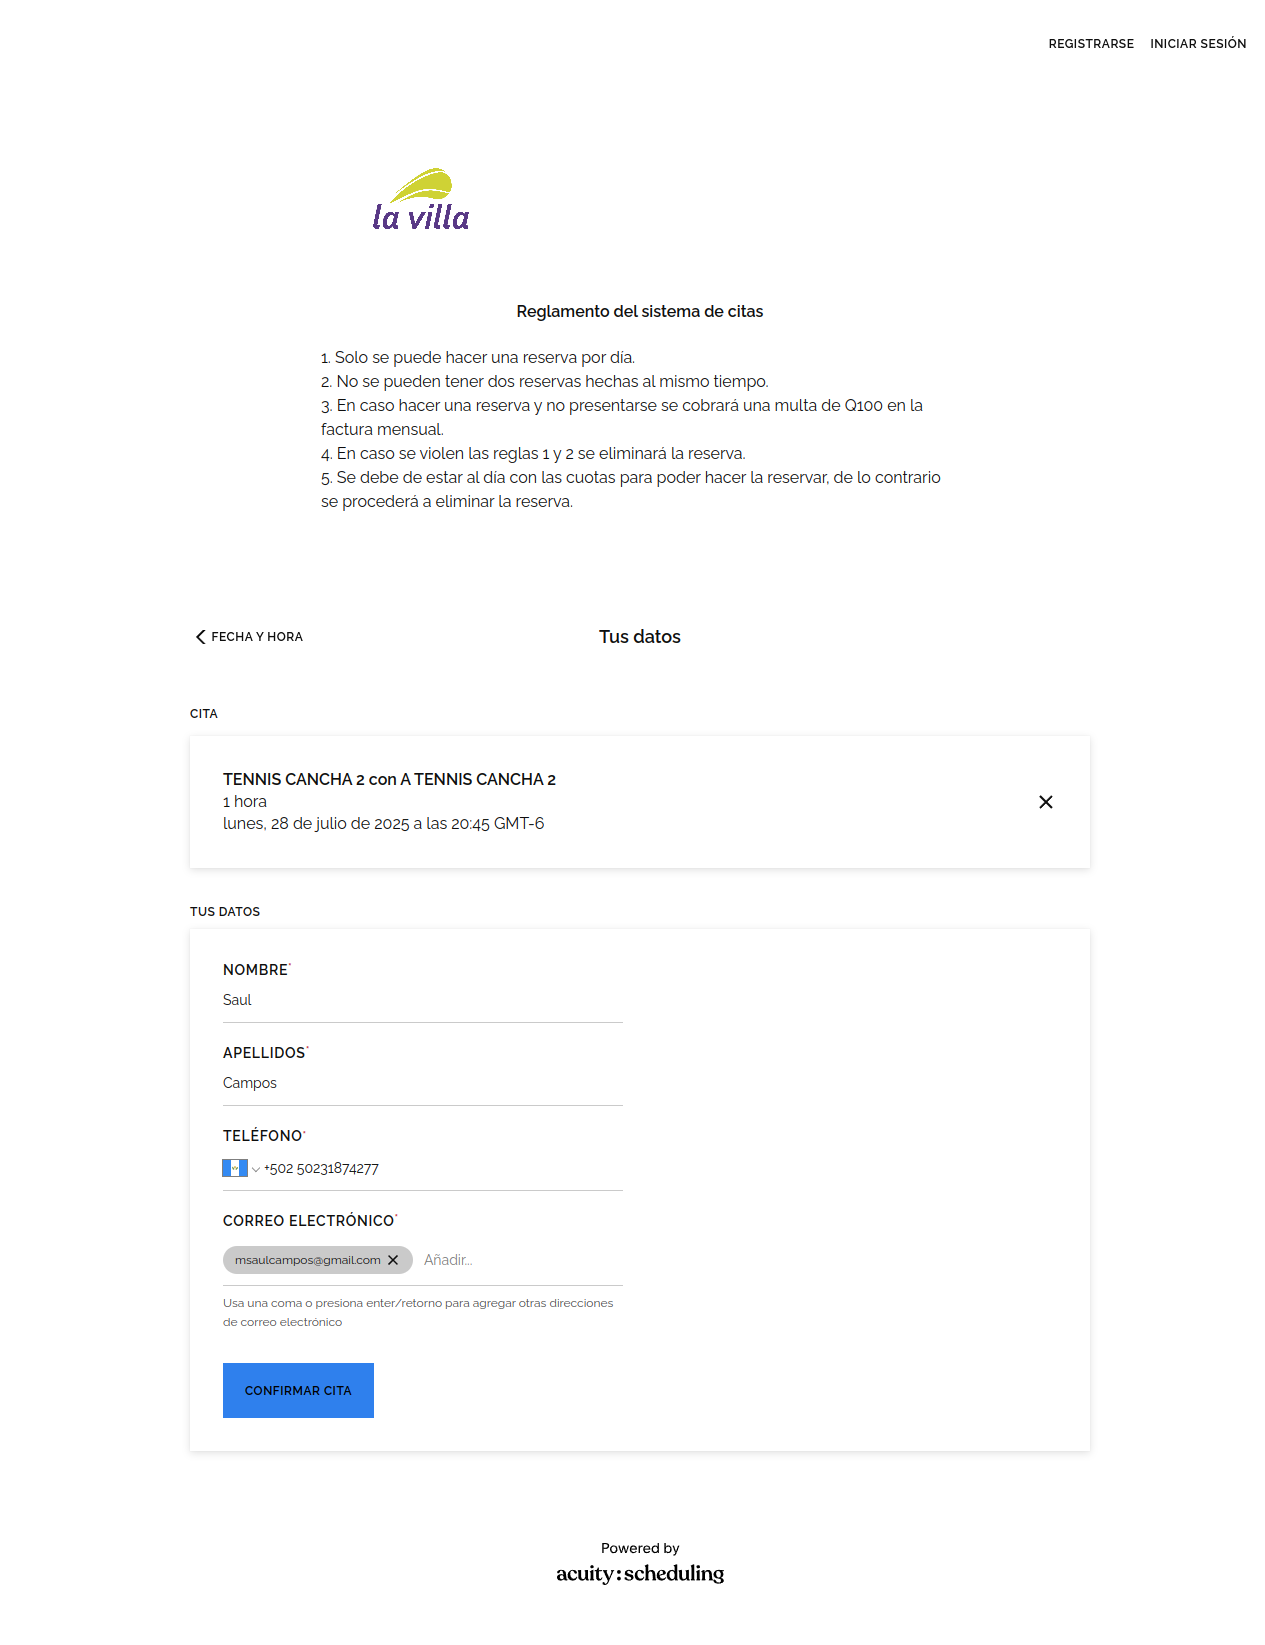 REGISTRARSE INICIAR SESIÓN
la villa
Reglamento del sistema de citas
1. Solo se puede hacer una reserva por día.
2. No se pueden tener dos reservas hechas al mismo tiempo.
3. En caso hacer una reserva y no presentarse se cobrará una multa de Q100 en la
factura mensual.
4. En caso se violen las reglas 1 y 2 se eliminará la reserva.
5. Se debe de estar al día con las cuotas para poder hacer la reservar, de lo contrario
se procederá a eliminar la reserva.
FECHA Y HORA
Tus datos
CITA
TENNIS CANCHA 2 con A TENNIS CANCHA 2
1 hora
lunes, 28 de julio de 2025 a las 20:45 GMT-6
TUS DATOS
NOMBRE*
Saul
APELLIDOS*
Campos
TELÉFONO*
+502 50231874277
CORREO ELECTRÓNICO*
msaulcampos@gmail.com Añadir...
Usa una coma o presiona enter/retorno para agregar otras direcciones
de correo electrónico
CONFIRMAR CITA
Powered by
acuity:scheduling